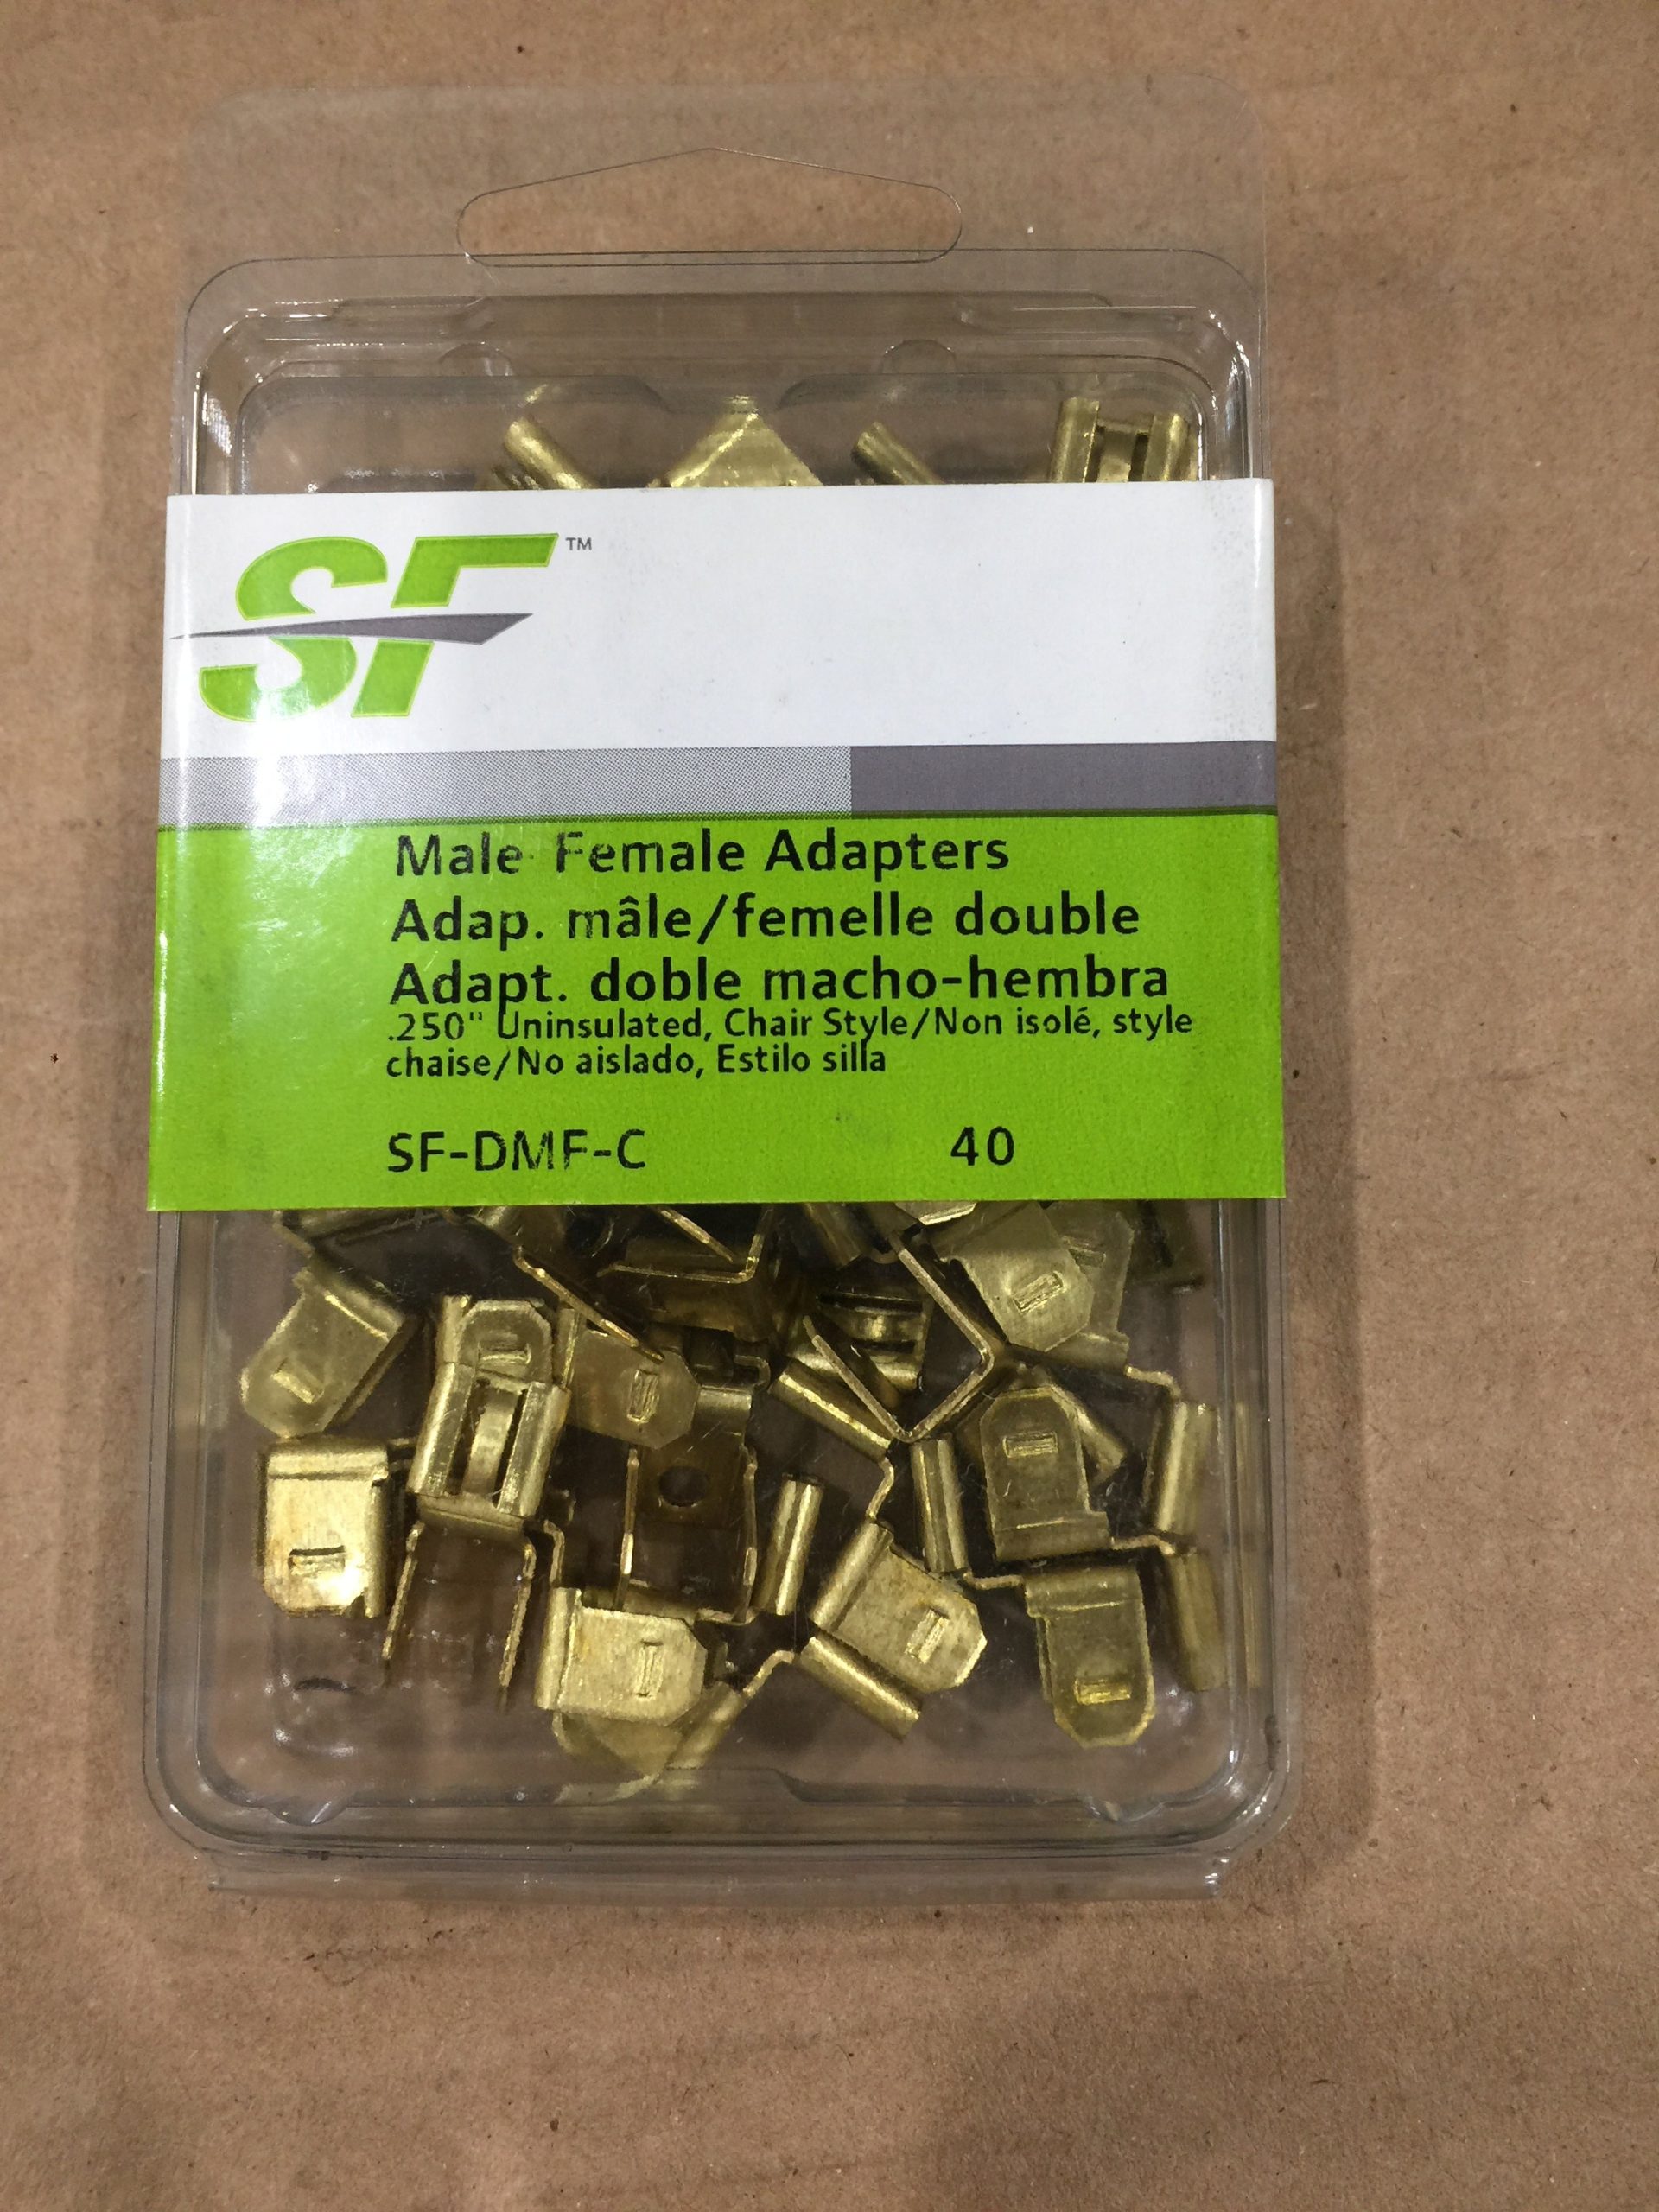 SF™
Male Female Adapters
Adap. mâle/femelle double
Adapt. doble macho-hembra
.250" Uninsulated, Chair Style/Non isolé, style
chaise/No aislado, Estilo silla
SF-DMF-C 40